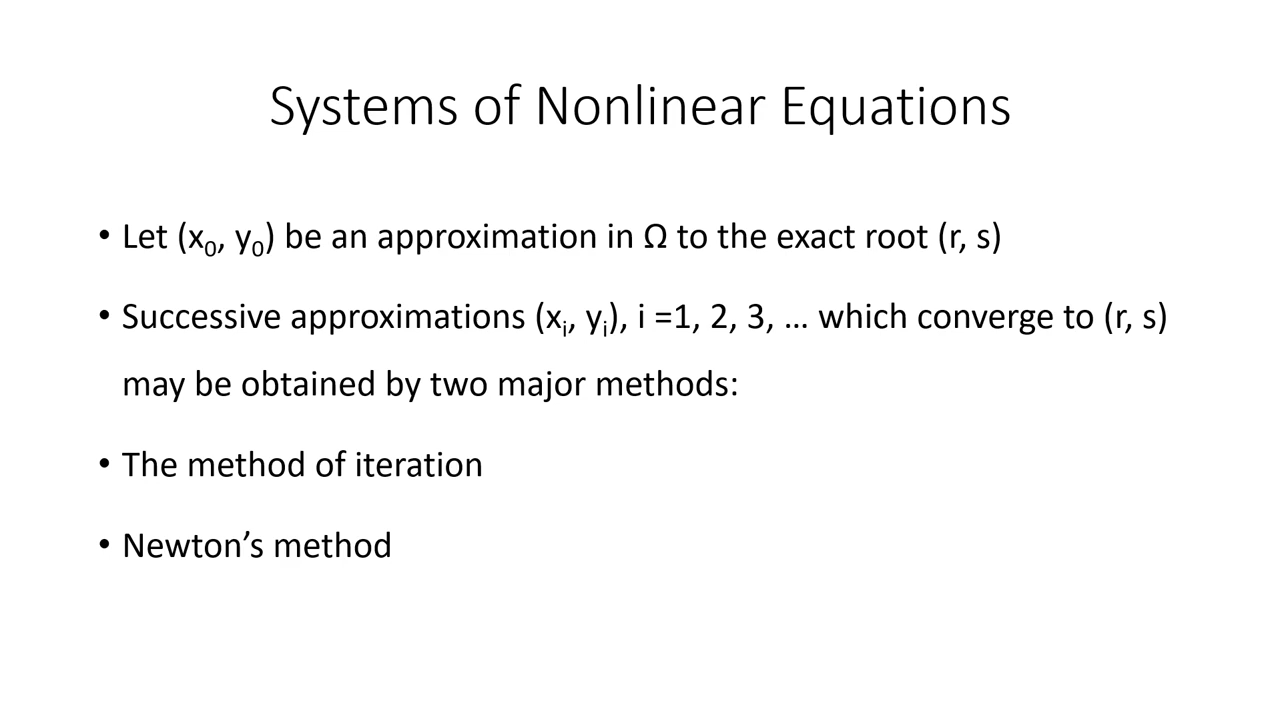 Systems of Nonlinear Equations
• Let (x₀, y₀) be an approximation in Ω to the exact root (r, s)
• Successive approximations (xᵢ, yᵢ), i =1, 2, 3, … which converge to (r, s)
may be obtained by two major methods:
• The method of iteration
• Newton’s method